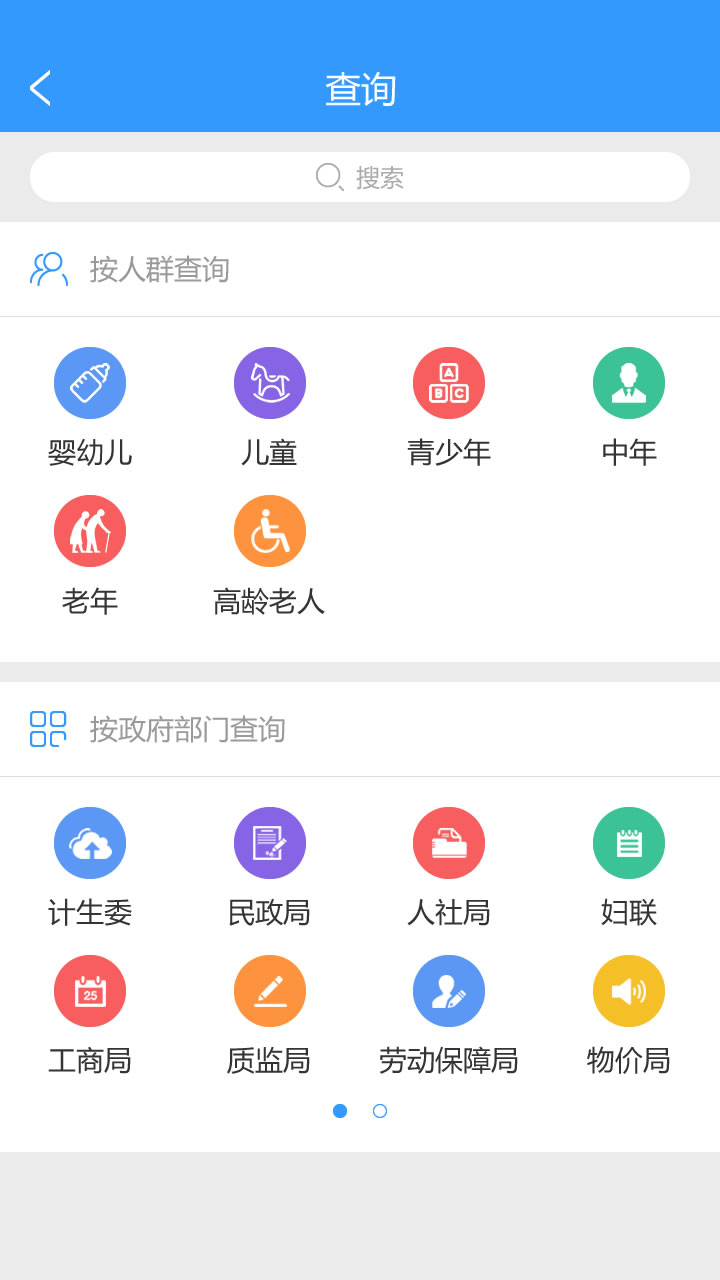 查询
搜索
按人群查询
婴幼儿 儿童 青少年 中年
老年 高龄老人
按政府部门查询
计生委 民政局 人社局 妇联
25
工商局 质监局 劳动保障局 物价局